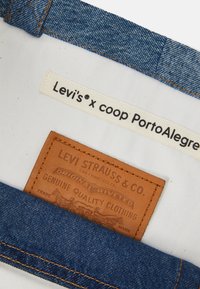 Levi's® x coop PortoAlegre
LEVI STRAUSS & CO.
GENUINE QUALITY CLOTHING